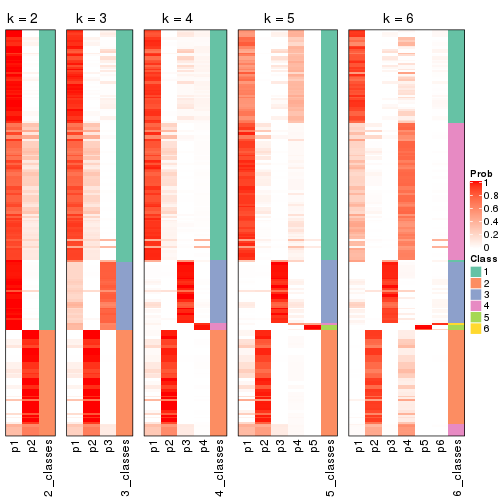 k = 2
k = 3
k = 4
k = 5
k = 6
Prob
1
0.8
0.6
0.4
0.2
0
Class
1
2
3
4
5
6
p1
p2
2_classes
p1
p2
p3
3_classes
p1
p2
p3
p4
4_classes
p1
p2
p3
p4
p5
5_classes
p1
p2
p3
p4
p5
p6
6_classes